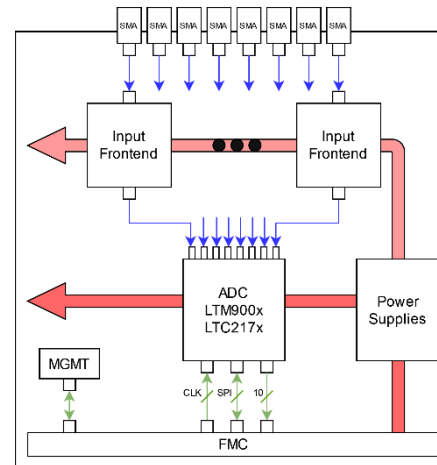 SMA SMA SMA SMA SMA SMA SMA SMA
Input
Frontend
Input
Frontend
ADC
LTM900x
LTC217x
Power
Supplies
MGMT
CLK SPI 10
FMC